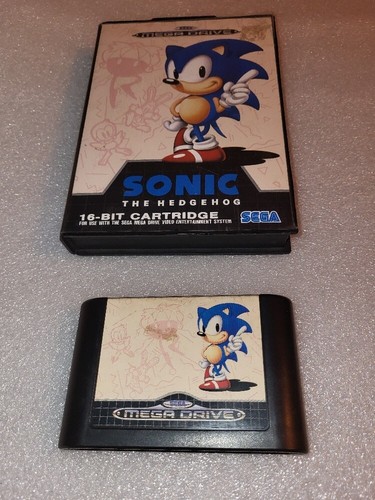 MEGA DRIVE
SONIC
THE HEDGEHOG
16-BIT CARTRIDGE
FOR USE WITH THE SEGA MEGA DRIVE VIDEO ENTERTAINMENT SYSTEM
SEGA
SEGA
MEGA DRIVE